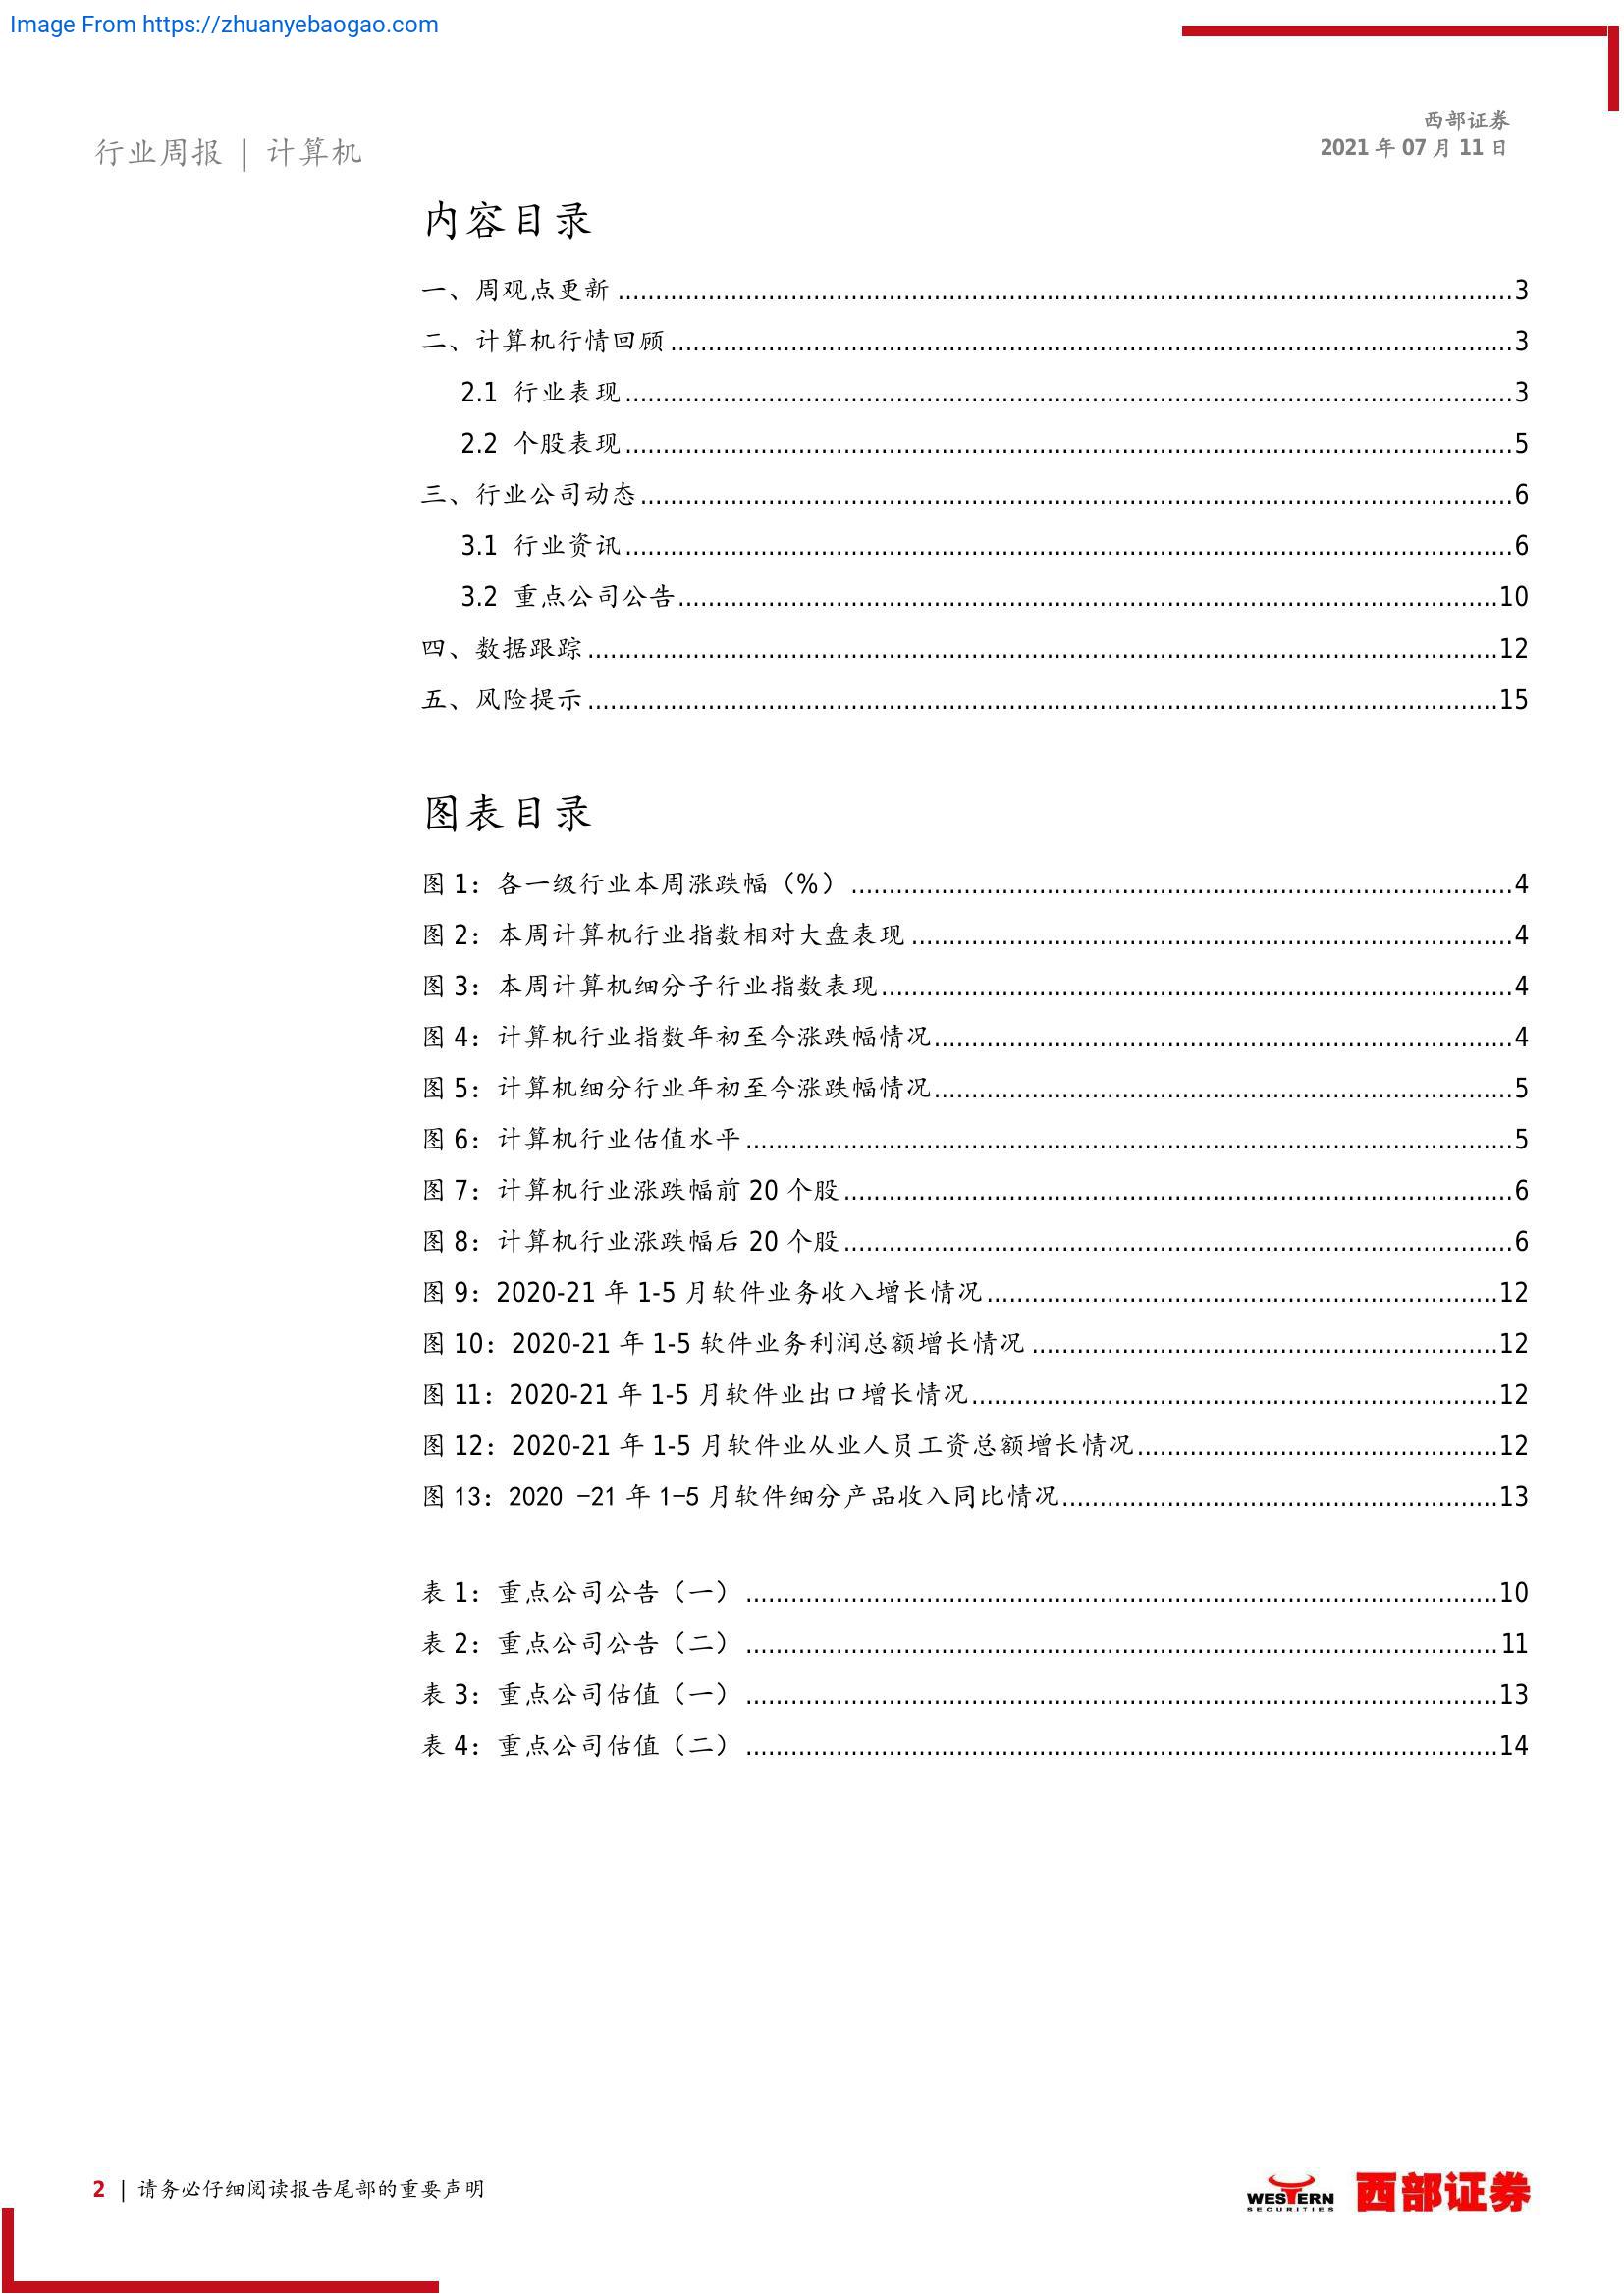 Image From https://zhuanyebaogao.com
西部证券
行业周报 | 计算机
2021 年 07 月 11 日
内容目录
一、周观点更新 ........ 3
二、计算机行情回顾 ........ 3
2.1 行业表现 ........ 3
2.2 个股表现 ........ 5
三、行业公司动态 ........ 6
3.1 行业资讯 ........ 6
3.2 重点公司公告 ........ 10
四、数据跟踪 ........ 12
五、风险提示 ........ 15
图表目录
图 1：各一级行业本周涨跌幅（%） ........ 4
图 2：本周计算机行业指数相对大盘表现 ........ 4
图 3：本周计算机细分子行业指数表现 ........ 4
图 4：计算机行业指数年初至今涨跌幅情况 ........ 4
图 5：计算机细分行业年初至今涨跌幅情况 ........ 5
图 6：计算机行业估值水平 ........ 5
图 7：计算机行业涨跌幅前 20 个股 ........ 6
图 8：计算机行业涨跌幅后 20 个股 ........ 6
图 9：2020-21 年 1-5 月软件业务收入增长情况 ........ 12
图 10：2020-21 年 1-5 软件业务利润总额增长情况 ........ 12
图 11：2020-21 年 1-5 月软件业出口增长情况 ........ 12
图 12：2020-21 年 1-5 月软件业从业人员工资总额增长情况 ........ 12
图 13：2020 -21 年 1-5 月软件细分产品收入同比情况 ........ 13
表 1：重点公司公告（一） ........ 10
表 2：重点公司公告（二） ........ 11
表 3：重点公司估值（一） ........ 13
表 4：重点公司估值（二） ........ 14
2 | 请务必仔细阅读报告尾部的重要声明
WESTERN
SECURITIES
西部证券